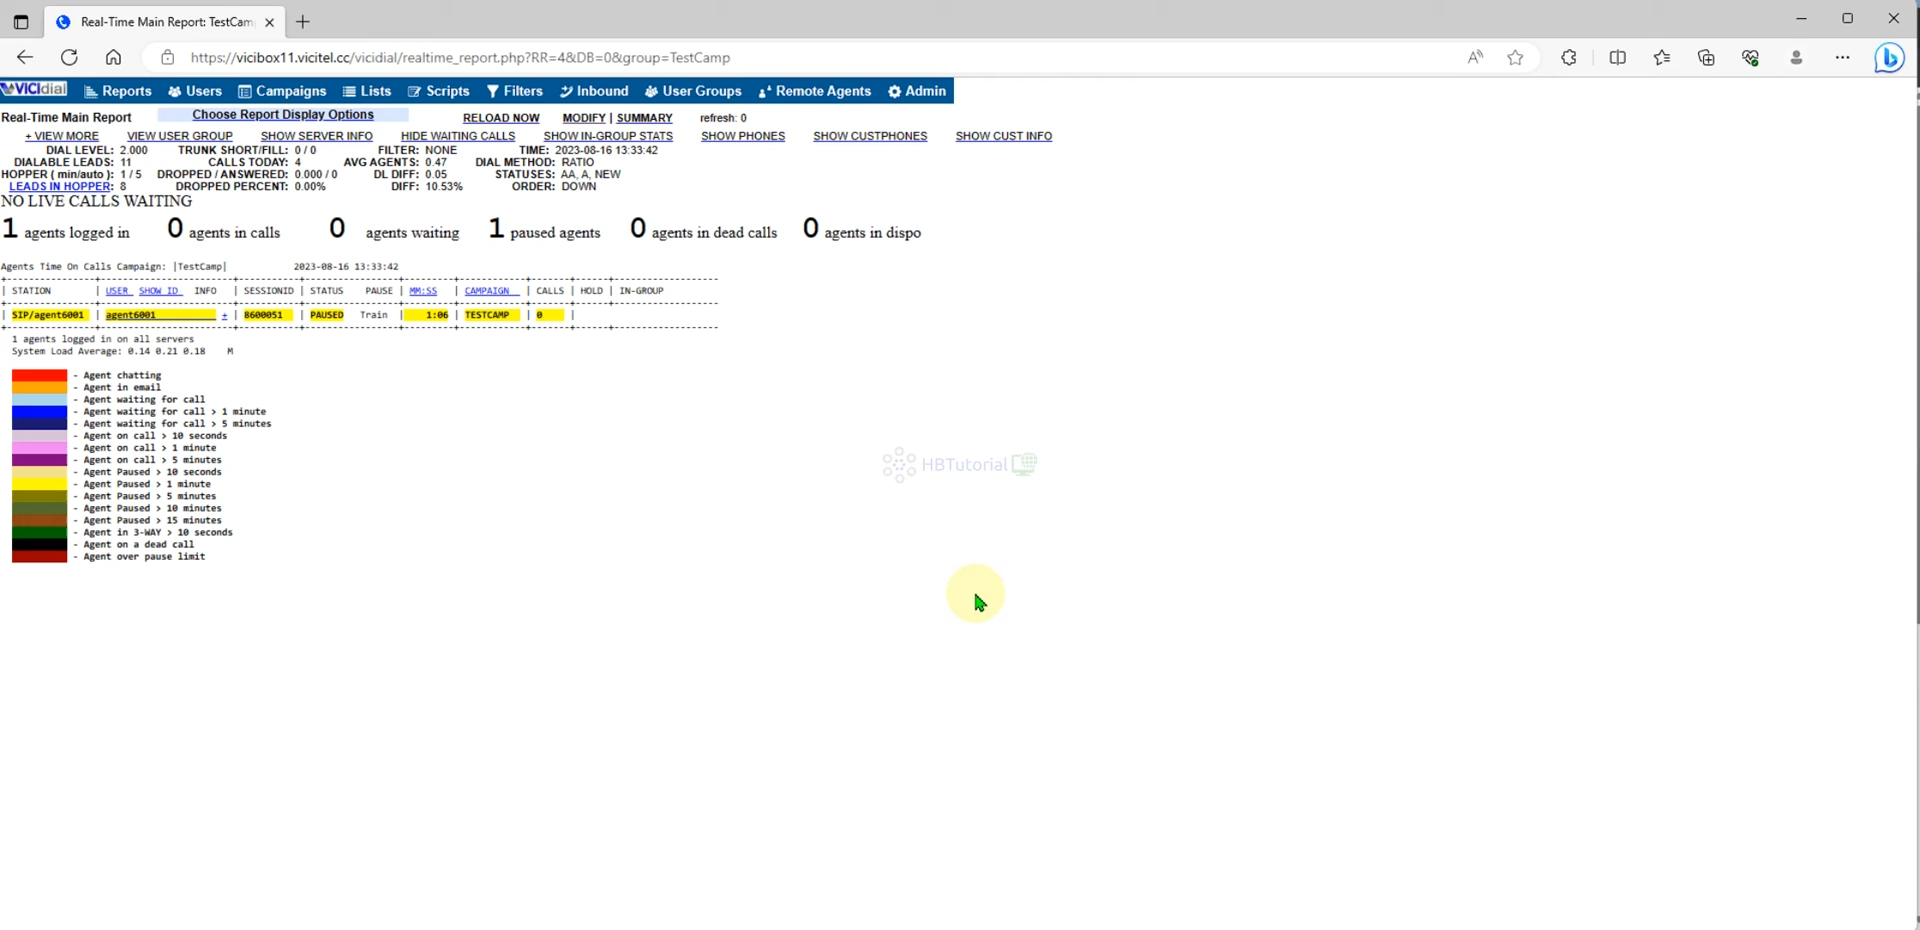 Real-Time Main Report: TestCam
https://vicibox11.vicitel.cc/vicidial/realtime_report.php?RR=4&DB=0&group=TestCamp
VICIdial Reports Users Campaigns Lists Scripts Filters Inbound User Groups Remote Agents Admin
Real-Time Main Report Choose Report Display Options RELOAD NOW MODIFY | SUMMARY refresh: 0
+ VIEW MORE VIEW USER GROUP SHOW SERVER INFO HIDE WAITING CALLS SHOW IN-GROUP STATS SHOW PHONES SHOW CUSTPHONES SHOW CUST INFO
DIAL LEVEL: 2.000 TRUNK SHORT/FILL: 0 / 0 FILTER: NONE TIME: 2023-08-16 13:33:42
DIALABLE LEADS: 11 CALLS TODAY: 4 AVG AGENTS: 0.47 DIAL METHOD: RATIO
HOPPER ( min/auto ): 1 / 5 DROPPED / ANSWERED: 0.000 / 0 DL DIFF: 0.05 STATUSES: AA, A, NEW
LEADS IN HOPPER: 8 DROPPED PERCENT: 0.00% DIFF: 10.53% ORDER: DOWN
NO LIVE CALLS WAITING
1 agents logged in 0 agents in calls 0 agents waiting 1 paused agents 0 agents in dead calls 0 agents in dispo
Agents Time On Calls Campaign: |TestCamp| 2023-08-16 13:33:42
| STATION | USER SHOW ID INFO | SESSIONID | STATUS PAUSE | MM:SS | CAMPAIGN | CALLS | HOLD | IN-GROUP
| SIP/agent6001 | agent6001 + | 8600051 | PAUSED Train | 1:06 | TESTCAMP | 0 |
1 agents logged in on all servers
System Load Average: 0.14 0.21 0.18 M
- Agent chatting
- Agent in email
- Agent waiting for call
- Agent waiting for call > 1 minute
- Agent waiting for call > 5 minutes
- Agent on call > 10 seconds
- Agent on call > 1 minute
- Agent on call > 5 minutes
- Agent Paused > 10 seconds
- Agent Paused > 1 minute
- Agent Paused > 5 minutes
- Agent Paused > 10 minutes
- Agent Paused > 15 minutes
- Agent in 3-WAY > 10 seconds
- Agent on a dead call
- Agent over pause limit
HBTutorial